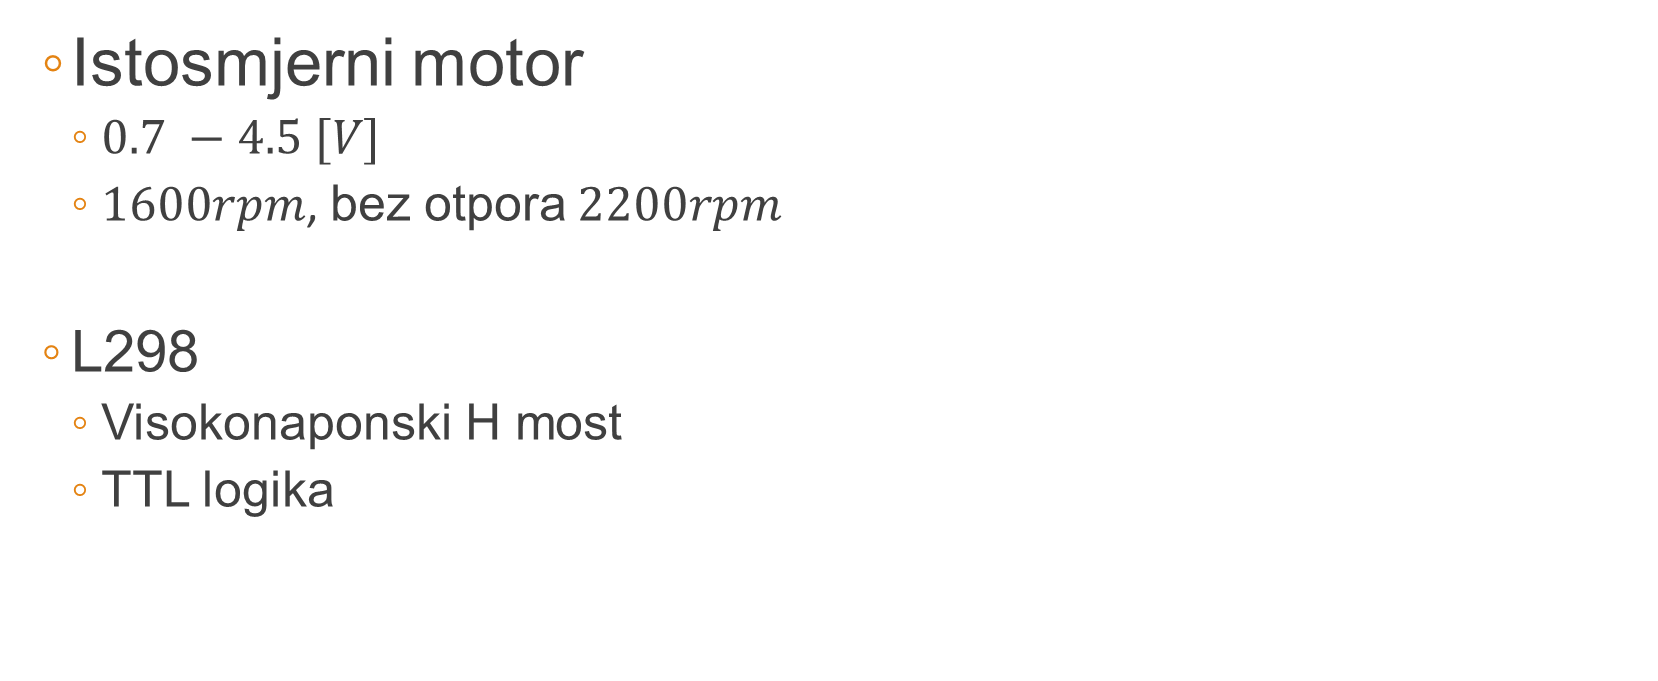 ◦ Istosmjerni motor
◦ 0.7 − 4.5 [V]
◦ 1600rpm, bez otpora 2200rpm
◦ L298
◦ Visokonaponski H most
◦ TTL logika